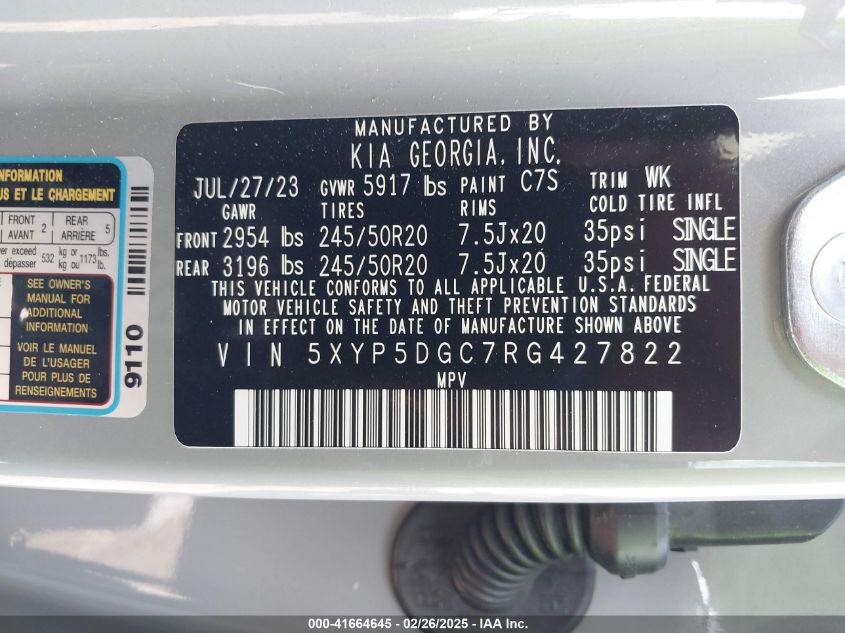 NFORMATION
US ET LE CHARGEMENT
FRONT 2 REAR 5
AVANT ARRIÈRE
er exceed 532 kg or 1173 lbs.
dépasser kg ou lb.
SEE OWNER'S
MANUAL FOR
ADDITIONAL
INFORMATION
VOIR LE MANUEL
DE L'USAGER
POUR PLUS DE
RENSEIGNEMENTS
9110
MANUFACTURED BY
KIA GEORGIA, INC.
JUL/27/23 GVWR 5917 lbs PAINT C7S TRIM WK
GAWR TIRES RIMS COLD TIRE INFL
FRONT 2954 lbs 245/50R20 7.5Jx20 35psi SINGLE
REAR 3196 lbs 245/50R20 7.5Jx20 35psi SINGLE
THIS VEHICLE CONFORMS TO ALL APPLICABLE U.S.A. FEDERAL
MOTOR VEHICLE SAFETY AND THEFT PREVENTION STANDARDS
IN EFFECT ON THE DATE OF MANUFACTURE SHOWN ABOVE
VIN 5XYP5DGC7RG427822
MPV
000-41664645 - 02/26/2025 - IAA Inc.